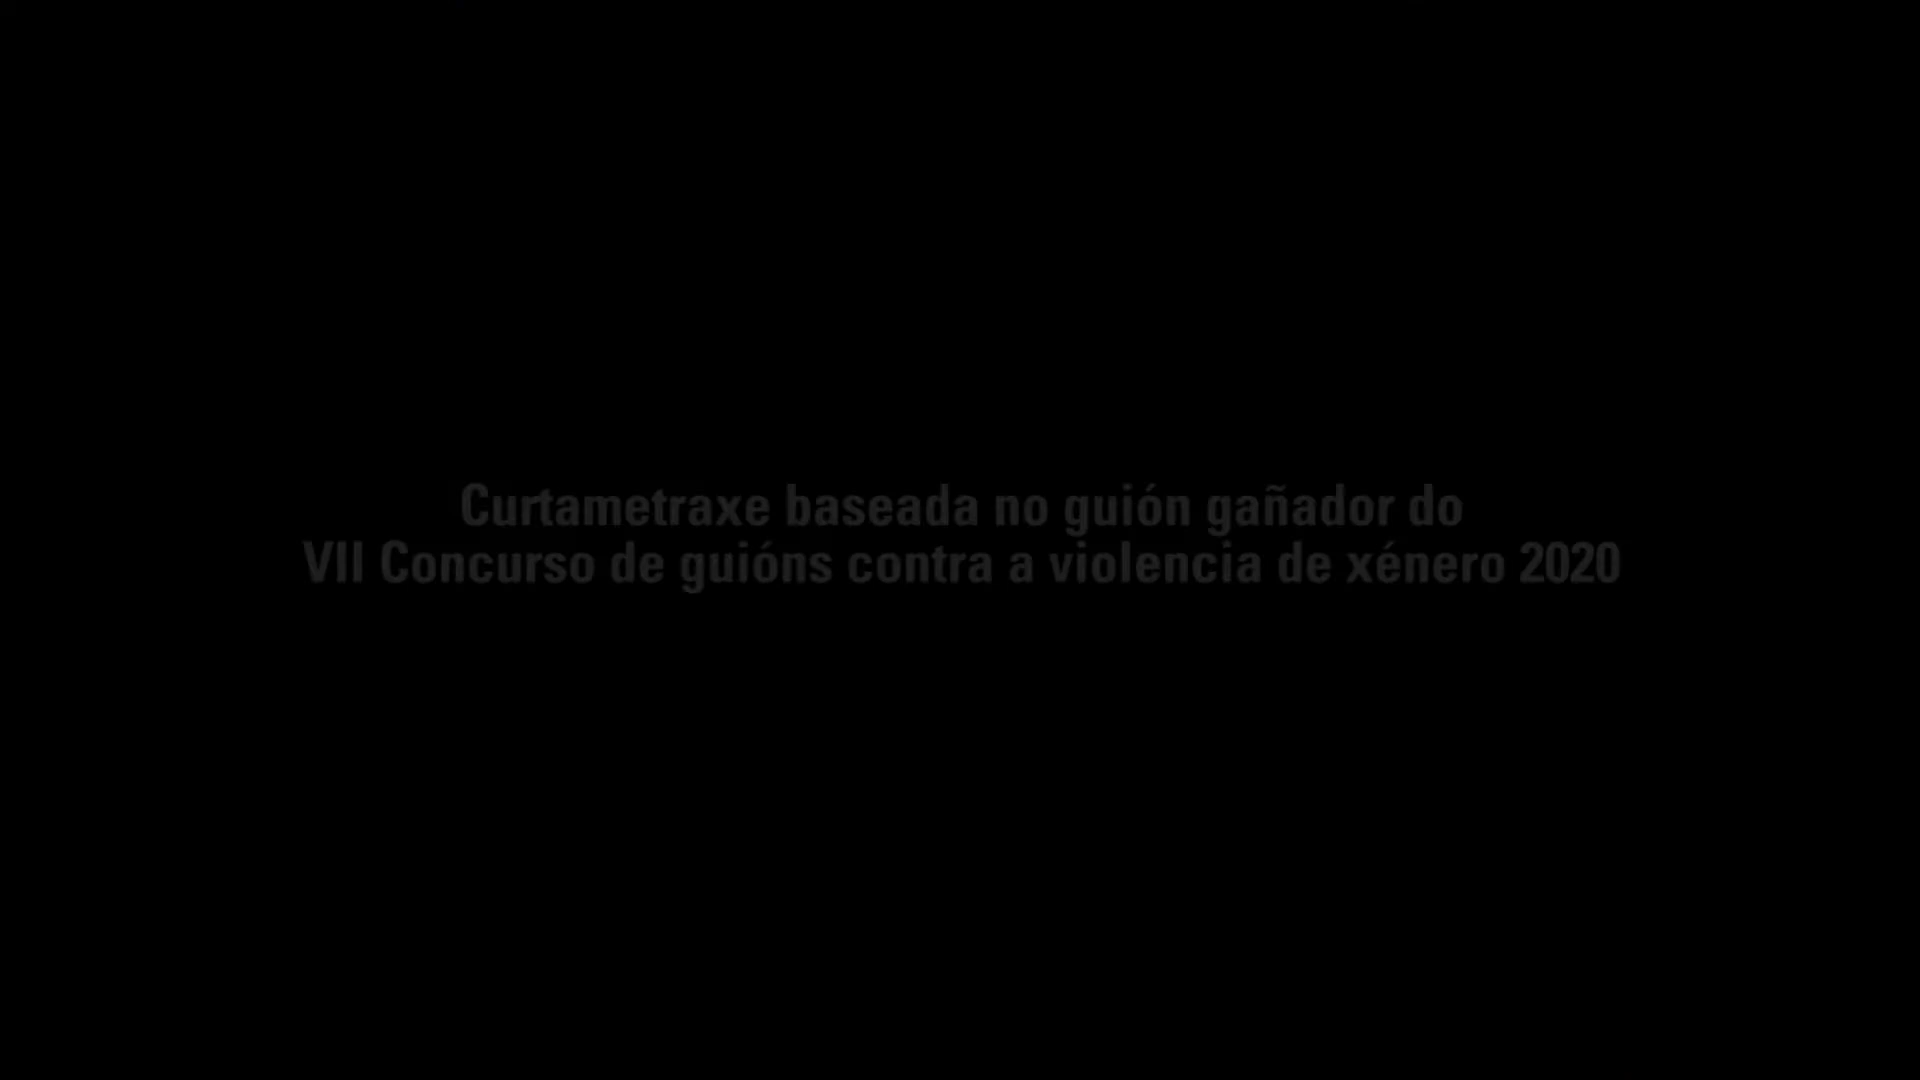 Curtametraxe baseada no guión gañador do
VII Concurso de guións contra a violencia de xénero 2020